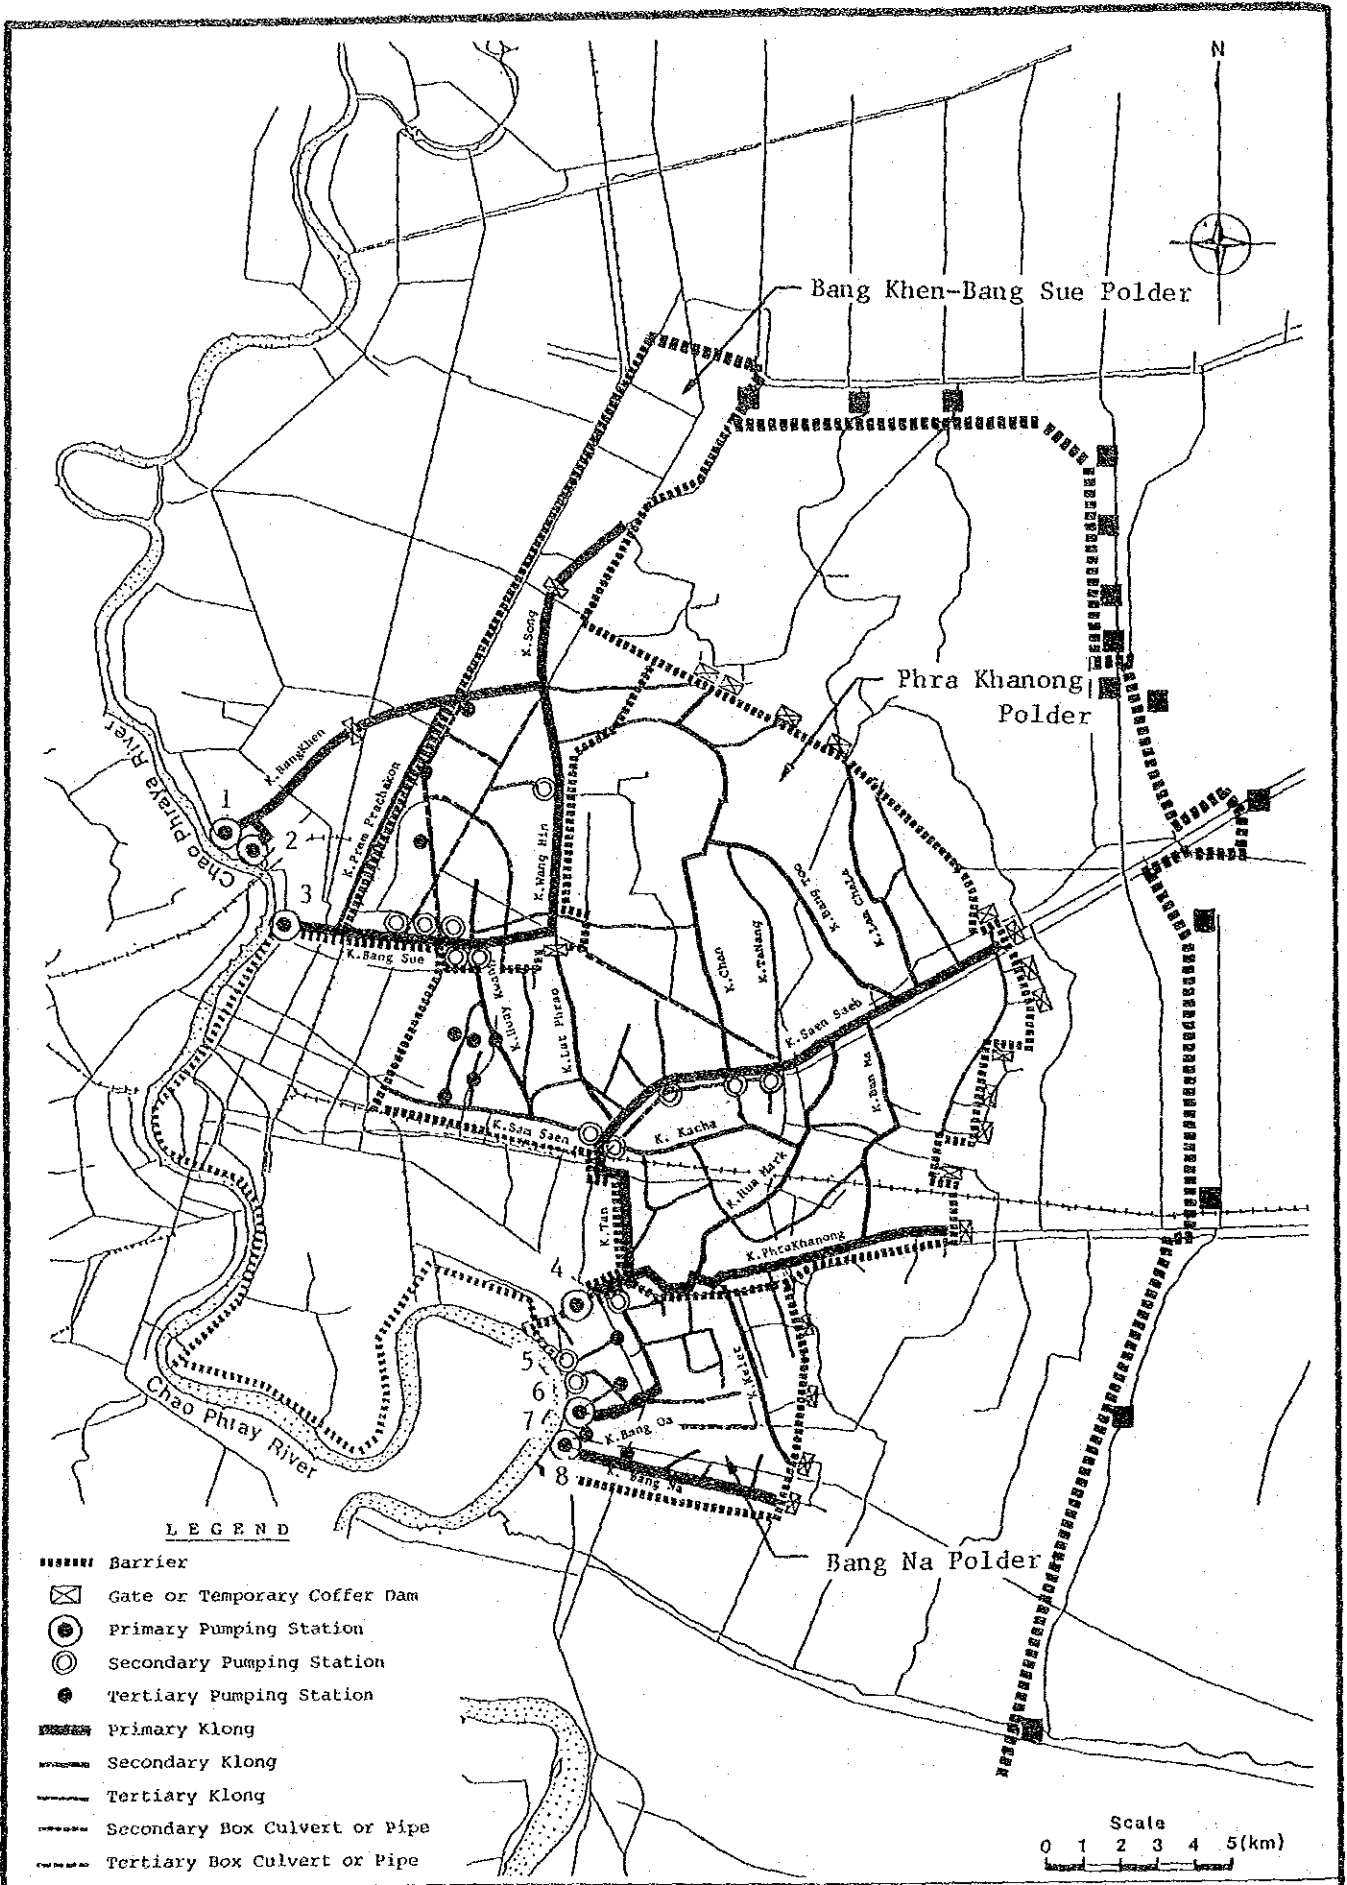 N
Bang Khen-Bang Sue Polder
K.Song
Phra Khanong
Polder
Chao Phraya River
K.BangKhen
K.Prem Prachakon
1
2
3
K.Wang Hin
K.Bang Sue
K.Huay Kwang
K.Lat Phrao
K.Chan
K.TaNang
K.Bang Too
K.Saen Saeb
K.Ban Ma
K.Sam Saen
K. Kacha
K.Hua Mark
K.Tan
K.PhraKhanong
4
5
6
7
8
K.Bang Oa
K. Bang Na
Chao Phray River
Bang Na Polder
LEGEND
Barrier
Gate or Temporary Coffer Dam
Primary Pumping Station
Secondary Pumping Station
Tertiary Pumping Station
Primary Klong
Secondary Klong
Tertiary Klong
Secondary Box Culvert or Pipe
Tertiary Box Culvert or Pipe
Scale
0 1 2 3 4 5(km)